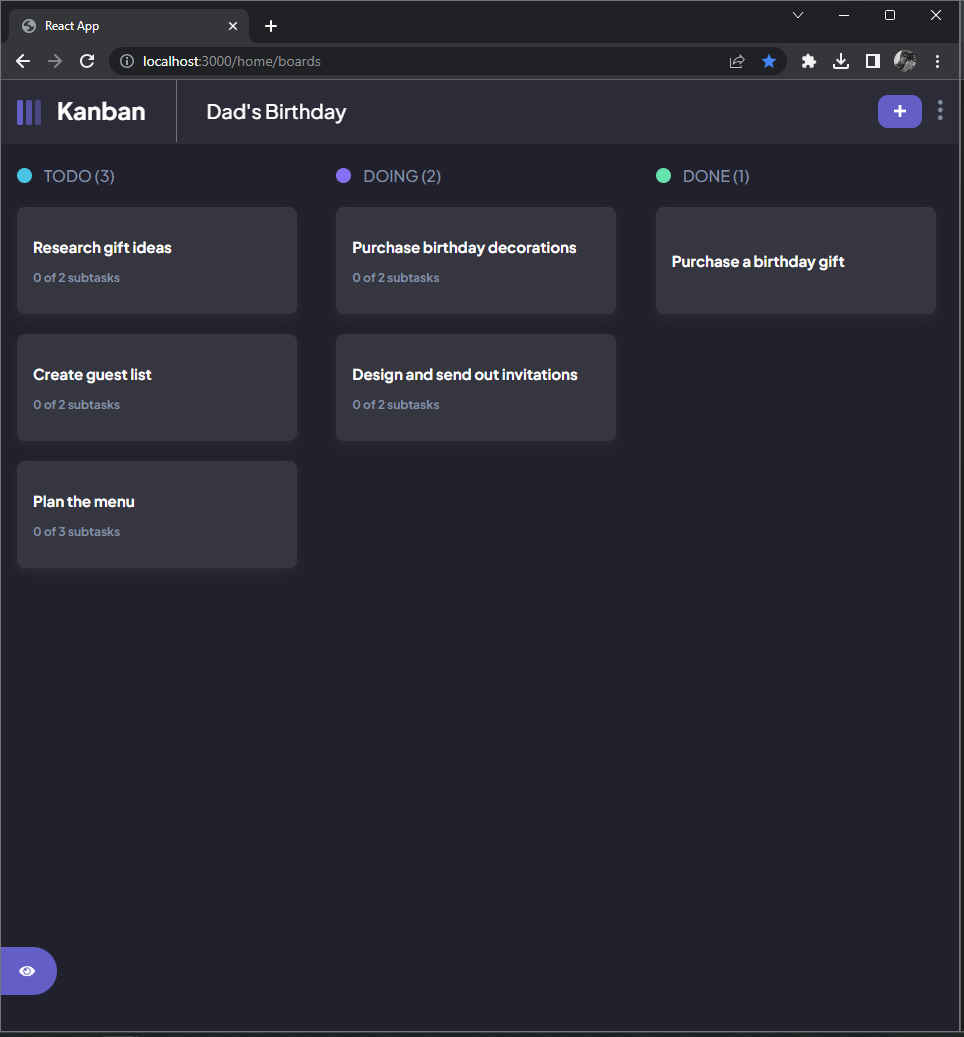 React App
localhost:3000/home/boards
Kanban
Dad's Birthday
TODO (3)
Research gift ideas
0 of 2 subtasks
Create guest list
0 of 2 subtasks
Plan the menu
0 of 3 subtasks
DOING (2)
Purchase birthday decorations
0 of 2 subtasks
Design and send out invitations
0 of 2 subtasks
DONE (1)
Purchase a birthday gift